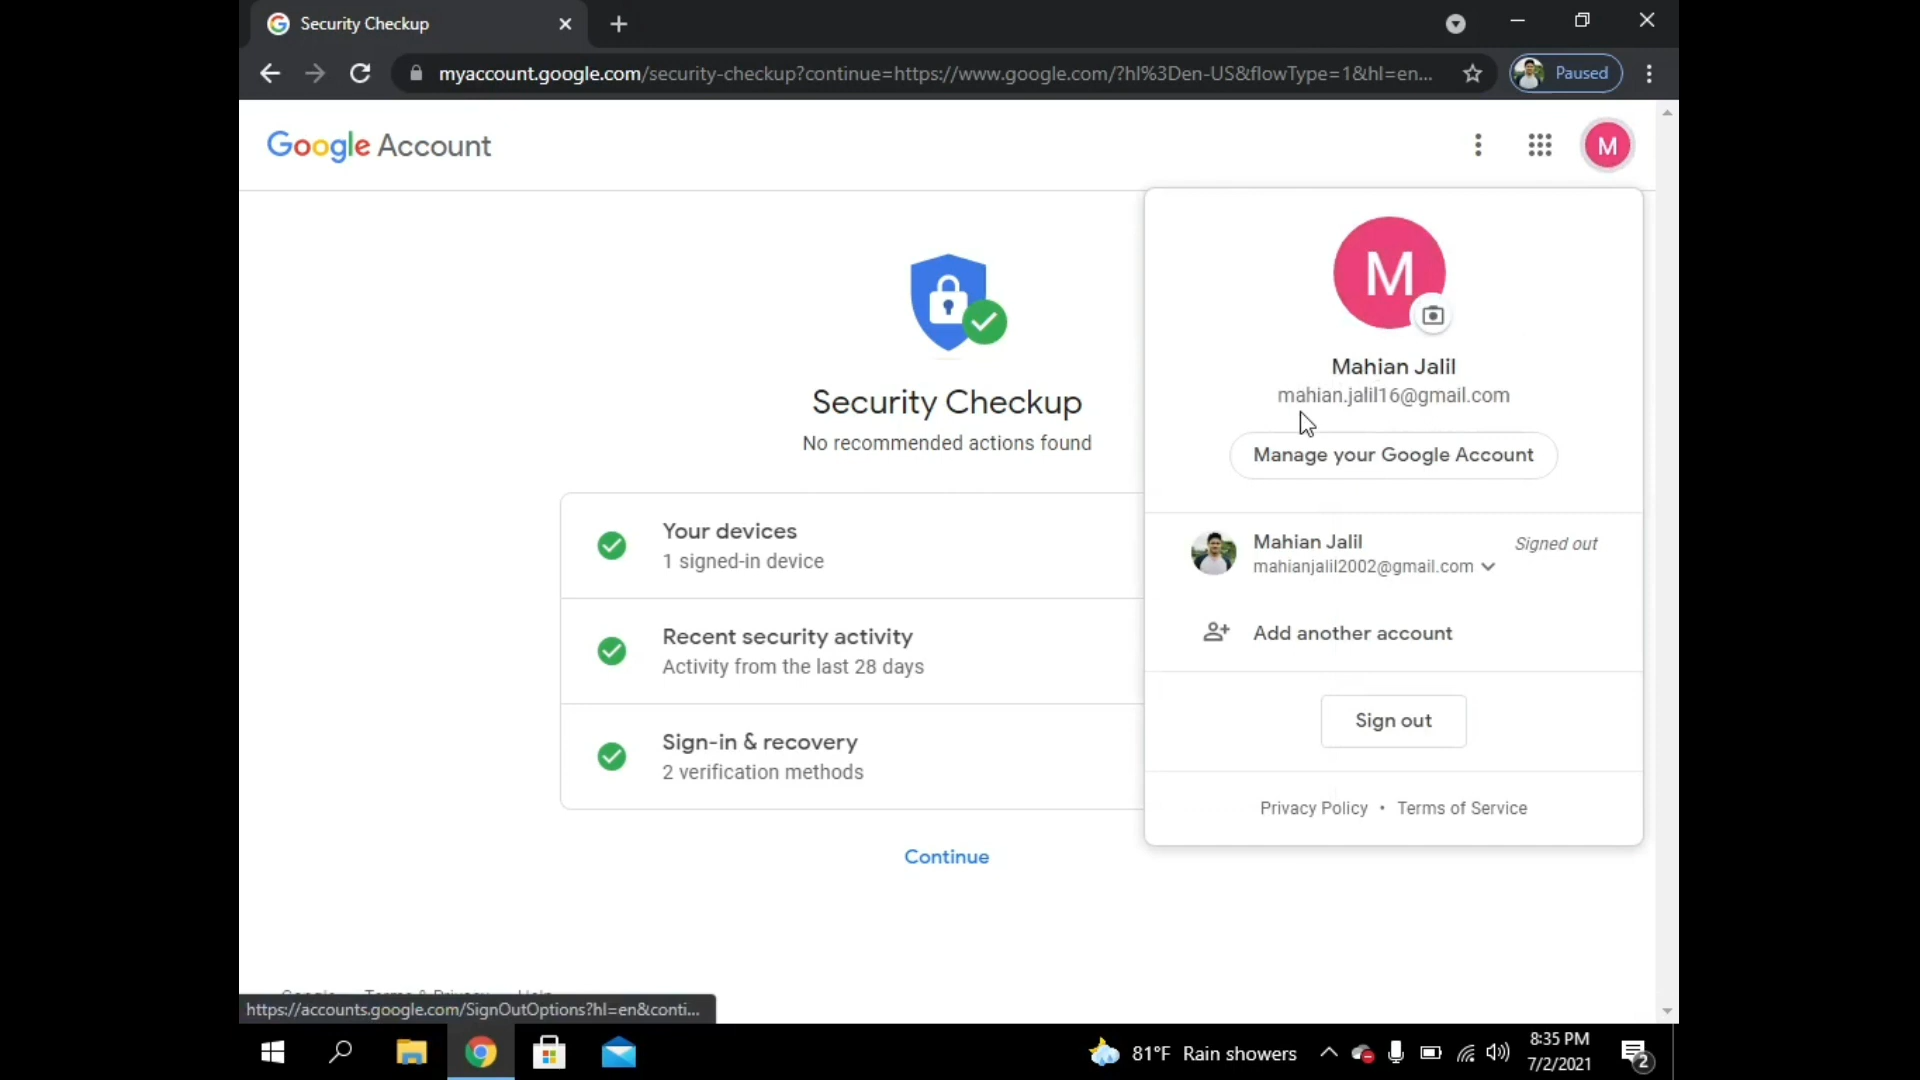 Security Checkup
myaccount.google.com/security-checkup?continue=https://www.google.com/?hl%3Den-US&flowType=1&hl=en...
Paused
Google Account
M
M
Mahian Jalil
mahian.jalil16@gmail.com
Manage your Google Account
Security Checkup
No recommended actions found
Your devices
1 signed-in device
Recent security activity
Activity from the last 28 days
Sign-in & recovery
2 verification methods
Continue
Mahian Jalil
Signed out
mahianjalil2002@gmail.com
Add another account
Sign out
Privacy Policy • Terms of Service
https://accounts.google.com/SignOutOptions?hl=en&conti...
81°F Rain showers
8:35 PM
7/2/2021
2